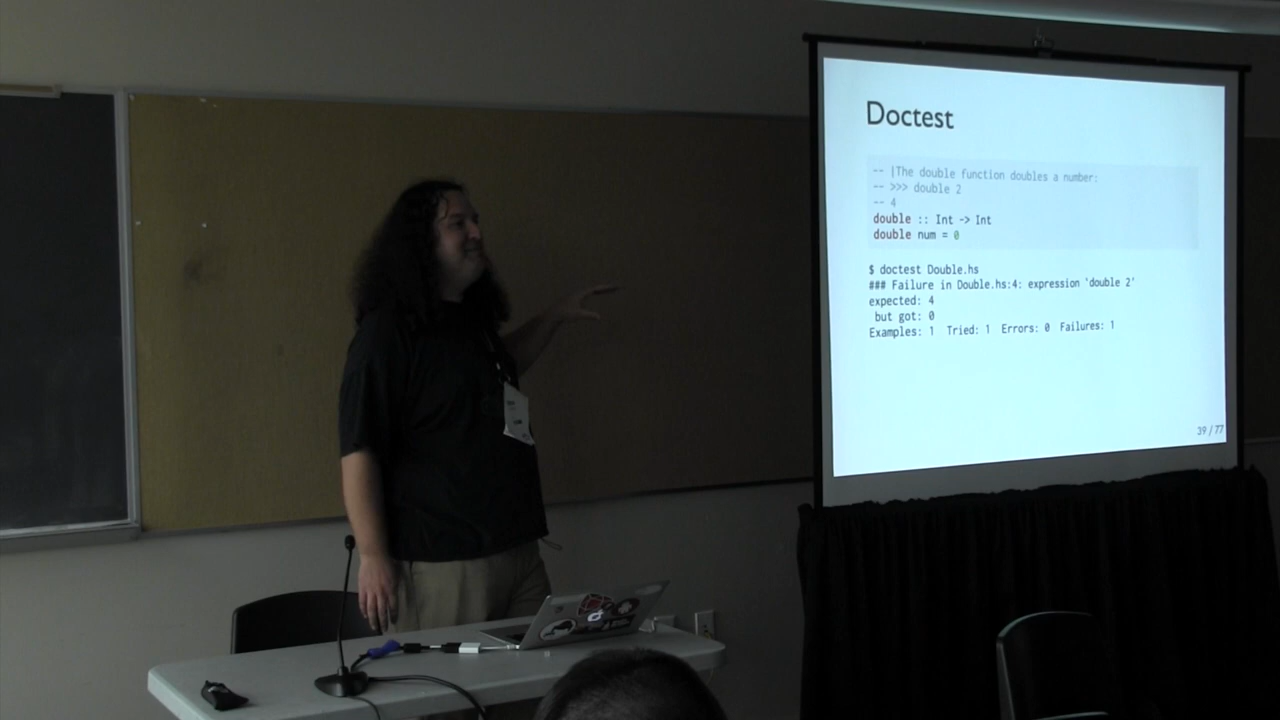 Doctest
-- |The double function doubles a number:
-- >>> double 2
-- 4
double :: Int -> Int
double num = 0
$ doctest Double.hs
### Failure in Double.hs:4: expression 'double 2'
expected: 4
 but got: 0
Examples: 1  Tried: 1  Errors: 0  Failures: 1
39 / 77